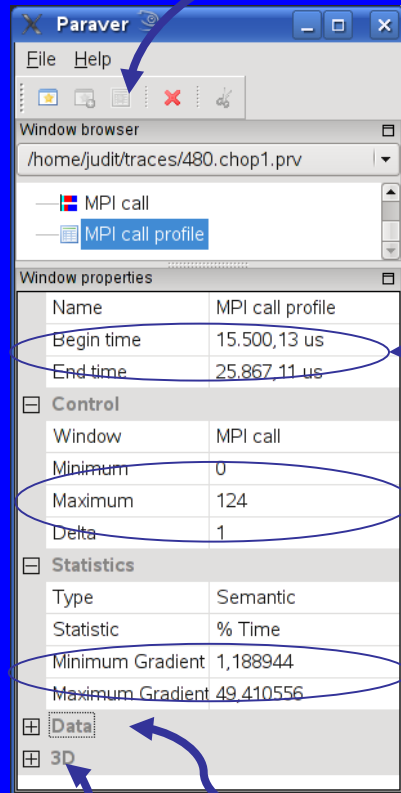 Paraver
File Help
Window browser
/home/judit/traces/480.chop1.prv
MPI call
MPI call profile
Window properties
Name MPI call profile
Begin time 15.500,13 us
End time 25.867,11 us
Control
Window MPI call
Minimum 0
Maximum 124
Delta 1
Statistics
Type Semantic
Statistic % Time
Minimum Gradient 1,188944
Maximum Gradient 49,410556
Data
3D